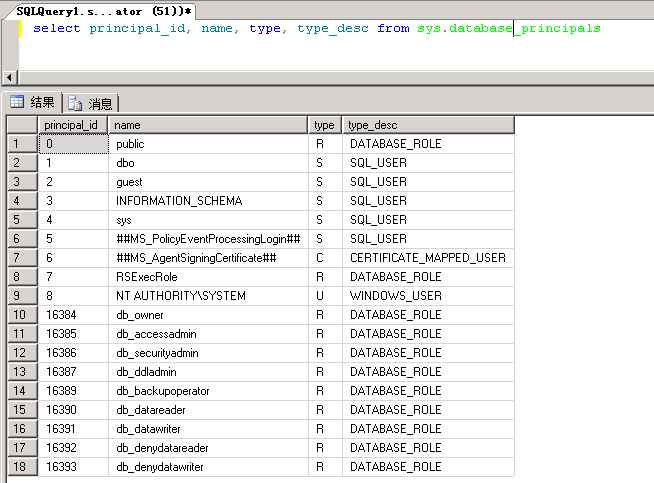 SQLQuery1.s...ator (51))*
select principal_id, name, type, type_desc from sys.database_principals
结果 消息
principal_id name type type_desc
1 0 public R DATABASE_ROLE
2 1 dbo S SQL_USER
3 2 guest S SQL_USER
4 3 INFORMATION_SCHEMA S SQL_USER
5 4 sys S SQL_USER
6 5 ##MS_PolicyEventProcessingLogin## S SQL_USER
7 6 ##MS_AgentSigningCertificate## C CERTIFICATE_MAPPED_USER
8 7 RSExecRole R DATABASE_ROLE
9 8 NT AUTHORITY\SYSTEM U WINDOWS_USER
10 16384 db_owner R DATABASE_ROLE
11 16385 db_accessadmin R DATABASE_ROLE
12 16386 db_securityadmin R DATABASE_ROLE
13 16387 db_ddladmin R DATABASE_ROLE
14 16389 db_backupoperator R DATABASE_ROLE
15 16390 db_datareader R DATABASE_ROLE
16 16391 db_datawriter R DATABASE_ROLE
17 16392 db_denydatareader R DATABASE_ROLE
18 16393 db_denydatawriter R DATABASE_ROLE